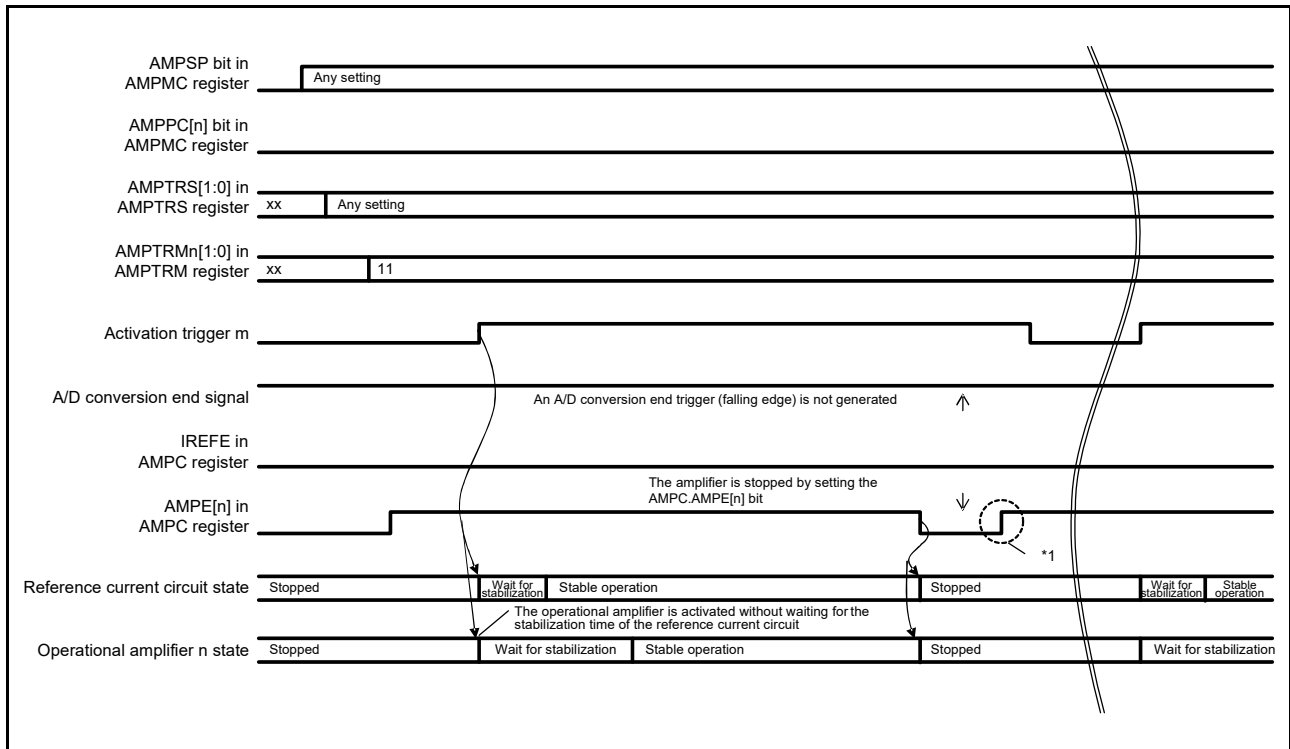 AMPSP bit in
AMPMC register
Any setting
AMPPC[n] bit in
AMPMC register
AMPTRS[1:0] in
AMPTRS register
xx
Any setting
AMPTRMn[1:0] in
AMPTRM register
xx
11
Activation trigger m
A/D conversion end signal
An A/D conversion end trigger (falling edge) is not generated
IREFE in
AMPC register
The amplifier is stopped by setting the
AMPC.AMPE[n] bit
AMPE[n] in
AMPC register
*1
Reference current circuit state
Stopped
Wait for
stabilization
Stable operation
Stopped
Wait for
stabilization
Stable
operation
The operational amplifier is activated without waiting for the
stabilization time of the reference current circuit
Operational amplifier n state
Stopped
Wait for stabilization
Stable operation
Stopped
Wait for stabilization